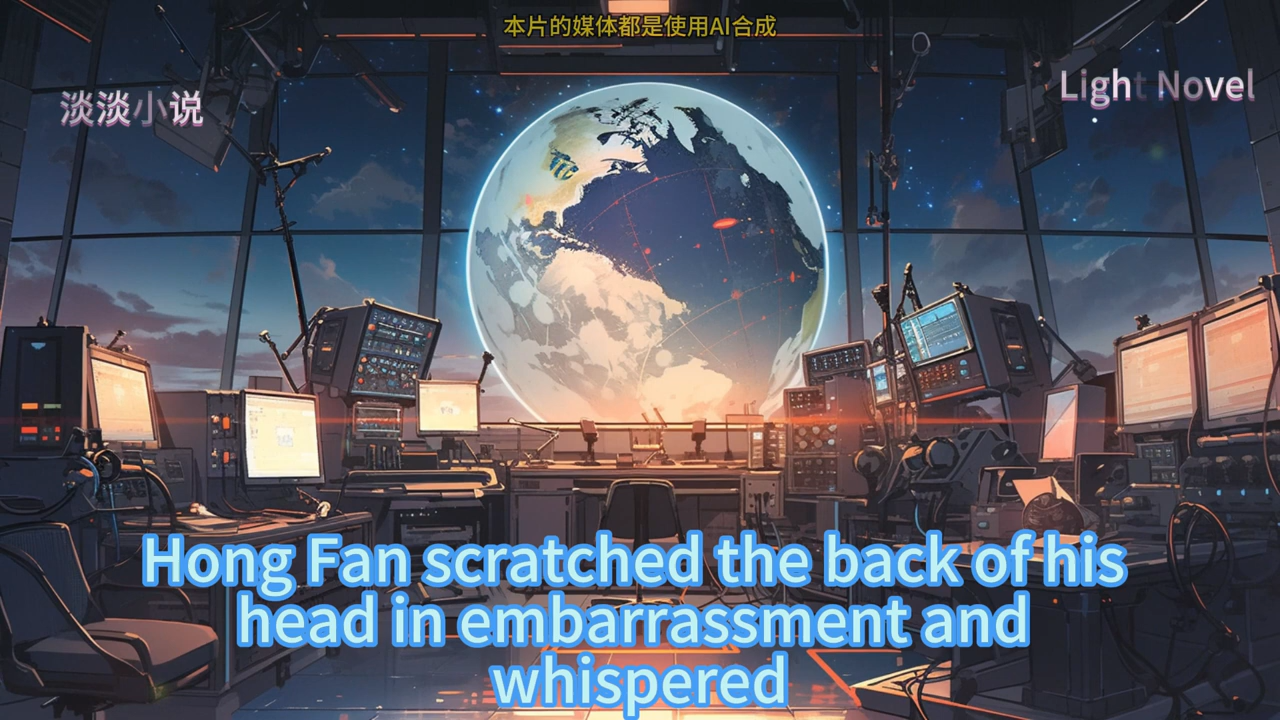 本片的媒体都是使用AI合成
淡淡小说
Light Novel
Hong Fan scratched the back of his
head in embarrassment and
whispered